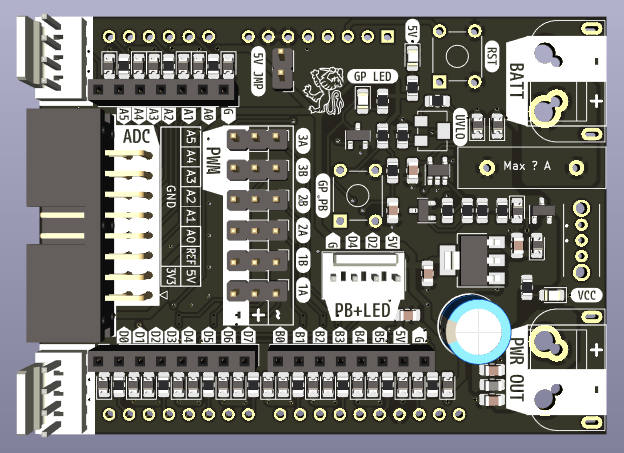 5V
RST
5V JMP
GP LED
BATT
+
-
UVLO
A5
A4
A3
A2
A1
A0
G
ADC
A5
A4
A3
A2
A1
A0
REF
5V
GND
3V3
PWM
3A
3B
2B
2A
1B
1A
-
+
~
GP PB
Max ? A
G
D4
D2
5V
PB+LED
VCC
D0
D1
D2
D3
D4
D5
D6
D7
B0
B1
B2
B3
B4
B5
5V
G
PWR OUT
+
-